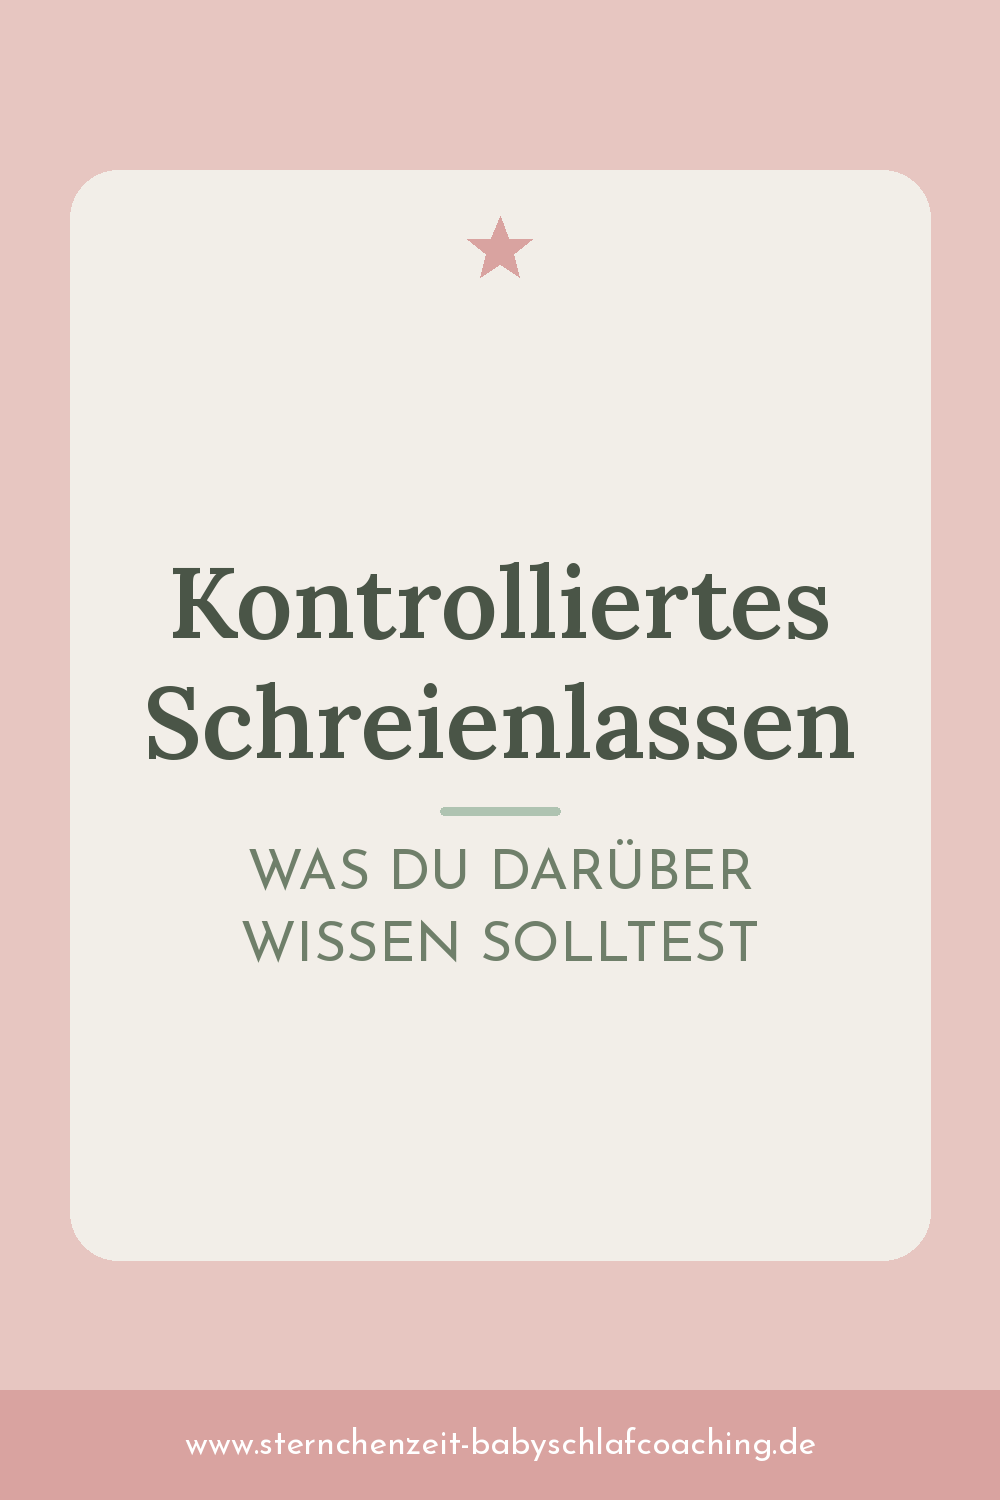 Kontrolliertes
Schreienlassen
WAS DU DARÜBER
WISSEN SOLLTEST
www.sternchenzeit-babyschlafcoaching.de